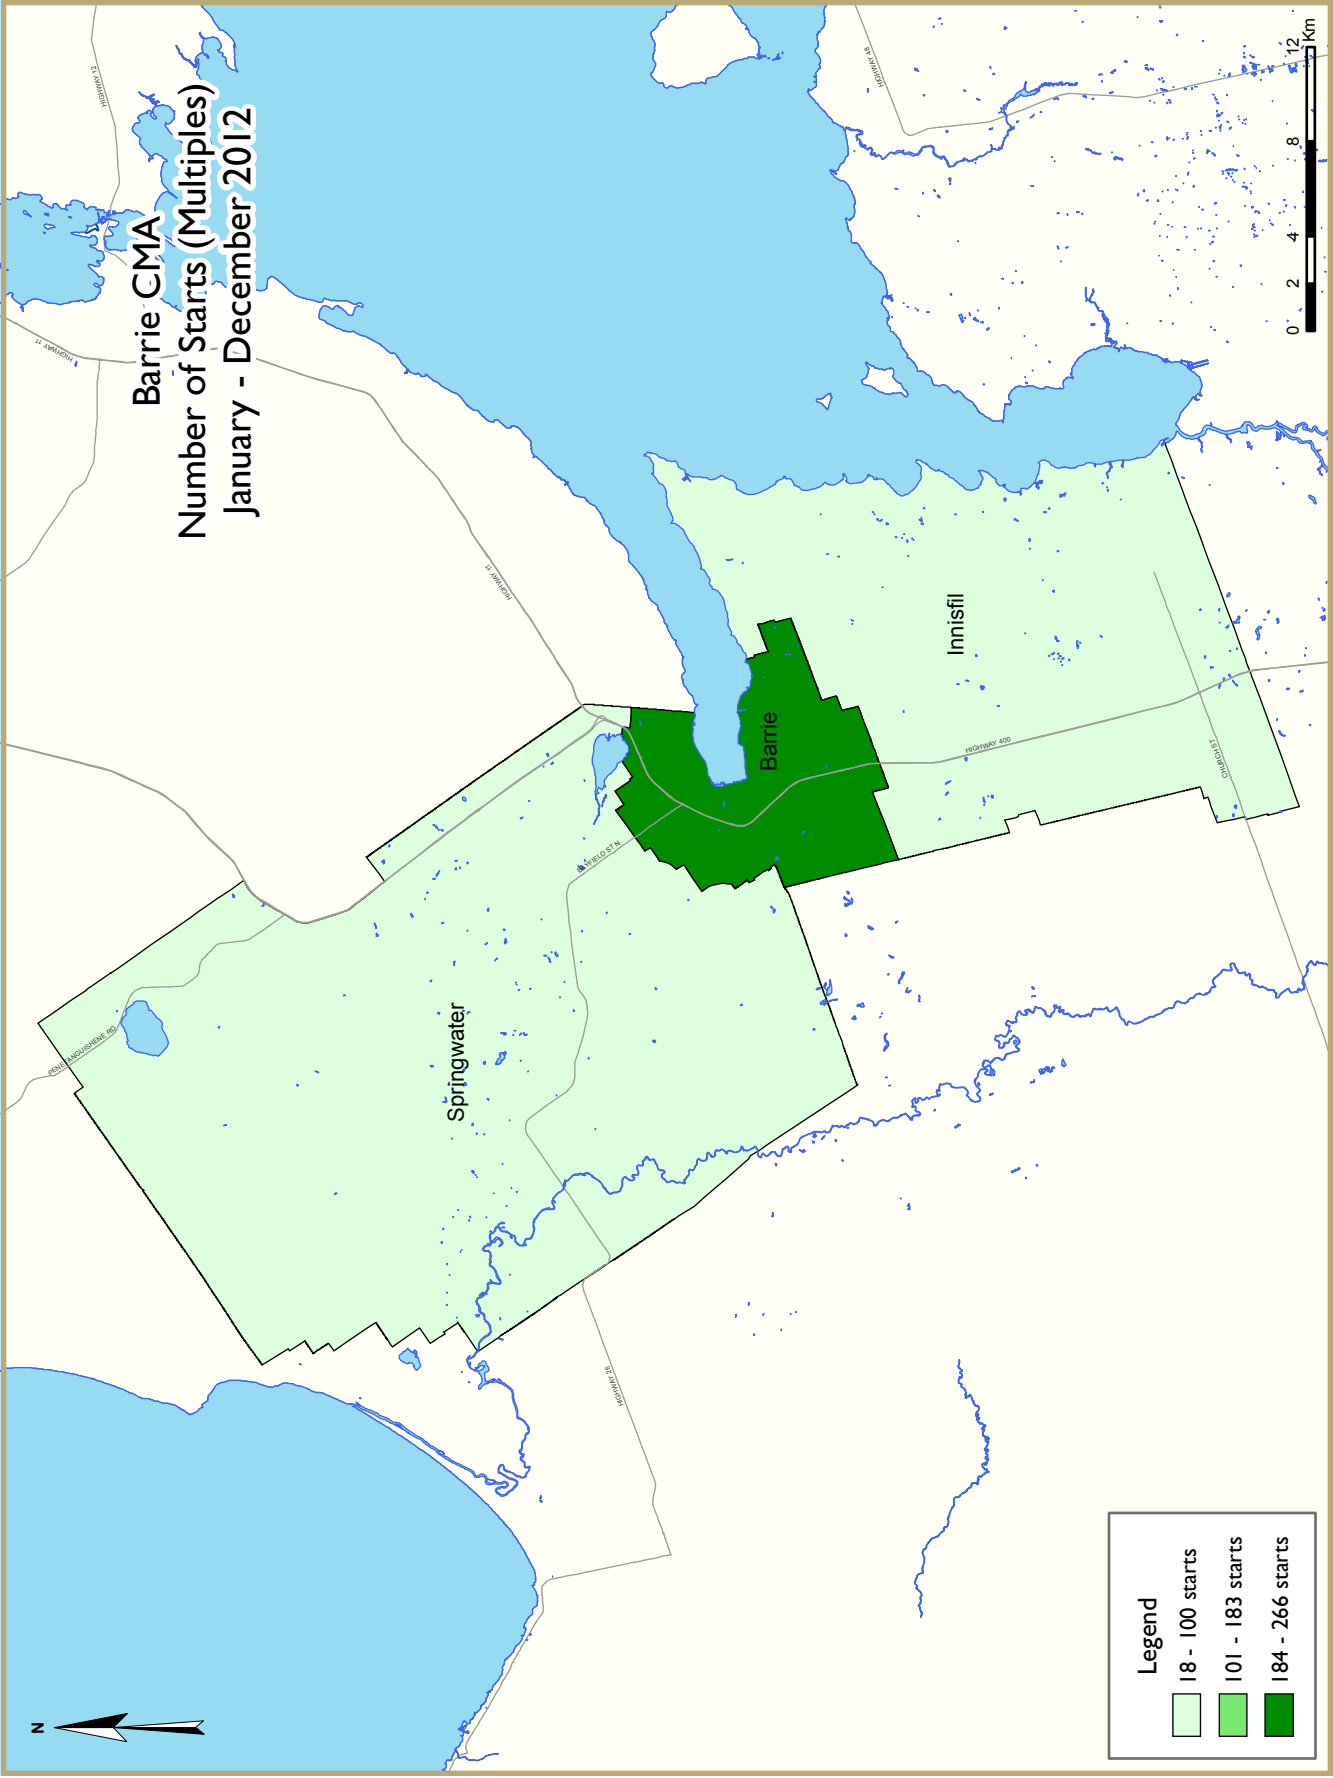 Barrie CMA
Number of Starts (Multiples)
January - December 2012
N
HIGHWAY 12
HIGHWAY 11
HIGHWAY 48
HIGHWAY 11
PENETANGUISHENE RD
Springwater
BAYFIELD ST N
Barrie
Innisfil
HIGHWAY 400
CHURCH ST
HIGHWAY 26
Legend
18 - 100 starts
101 - 183 starts
184 - 266 starts
0 2 4 8 12
Km